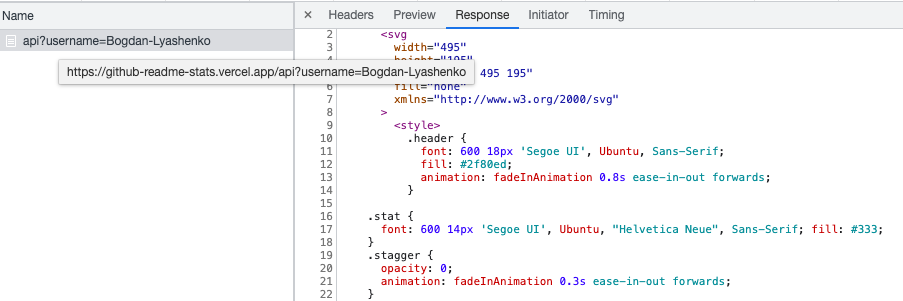 Name
× Headers Preview Response Initiator Timing
api?username=Bogdan-Lyashenko
https://github-readme-stats.vercel.app/api?username=Bogdan-Lyashenko
2 <svg
3 width="495"
4 height="195"
495 195"
6 fill="none"
7 xmlns="http://www.w3.org/2000/svg"
8 >
9 <style>
10 .header {
11 font: 600 18px 'Segoe UI', Ubuntu, Sans-Serif;
12 fill: #2f80ed;
13 animation: fadeInAnimation 0.8s ease-in-out forwards;
14 }
15
16 .stat {
17 font: 600 14px 'Segoe UI', Ubuntu, "Helvetica Neue", Sans-Serif; fill: #333;
18 }
19 .stagger {
20 opacity: 0;
21 animation: fadeInAnimation 0.3s ease-in-out forwards;
22 }